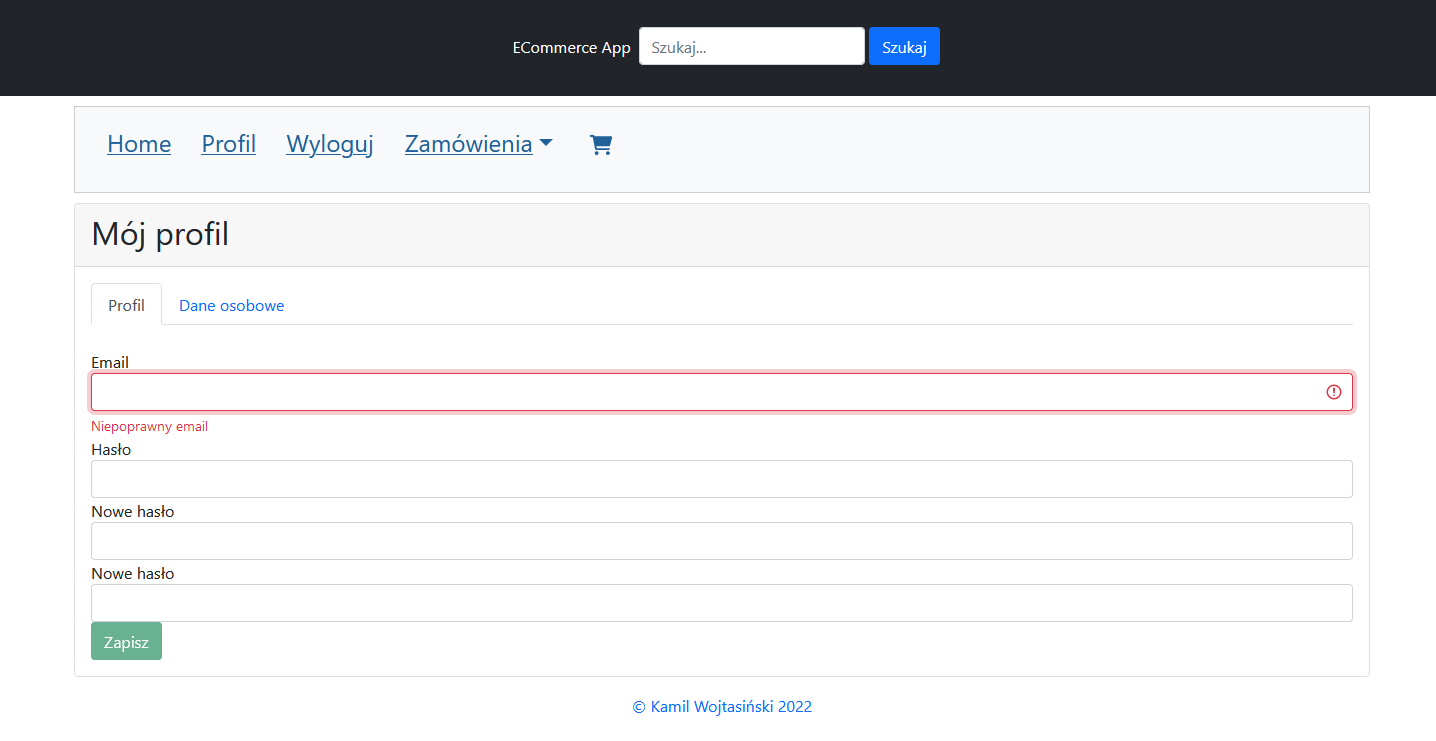 ECommerce App Szukaj... Szukaj
Home Profil Wyloguj Zamówienia
Mój profil
Profil Dane osobowe
Email
Niepoprawny email
Hasło
Nowe hasło
Nowe hasło
Zapisz
© Kamil Wojtasiński 2022